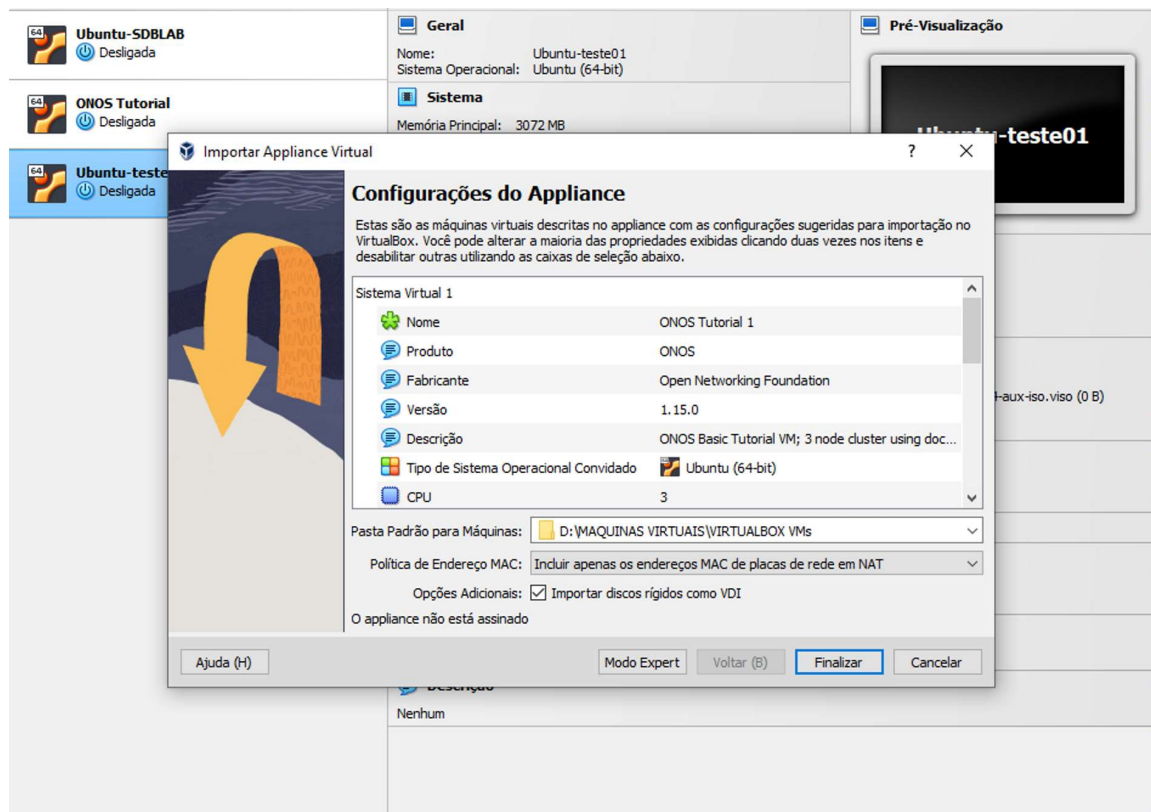 64
Ubuntu-SDBLAB
Desligada
64
ONOS Tutorial
Desligada
64
Ubuntu-teste
Desligada
Geral
Nome: Ubuntu-teste01
Sistema Operacional: Ubuntu (64-bit)
Sistema
Memória Principal: 3072 MB
Pré-Visualização
Ubuntu-teste01
Importar Appliance Virtual
?
Configurações do Appliance
Estas são as máquinas virtuais descritas no appliance com as configurações sugeridas para importação no
VirtualBox. Você pode alterar a maioria das propriedades exibidas clicando duas vezes nos itens e
desabilitar outras utilizando as caixas de seleção abaixo.
Sistema Virtual 1
Nome ONOS Tutorial 1
Produto ONOS
Fabricante Open Networking Foundation
Versão 1.15.0
Descrição ONOS Basic Tutorial VM; 3 node cluster using doc...
Tipo de Sistema Operacional Convidado Ubuntu (64-bit)
CPU 3
Pasta Padrão para Máquinas: D:\MAQUINAS VIRTUAIS\VIRTUALBOX VMs
Política de Endereço MAC: Incluir apenas os endereços MAC de placas de rede em NAT
Opções Adicionais: Importar discos rígidos como VDI
O appliance não está assinado
Ajuda (H) Modo Expert Voltar (B) Finalizar Cancelar
-aux-iso.viso (0 B)
Descrição
Nenhum